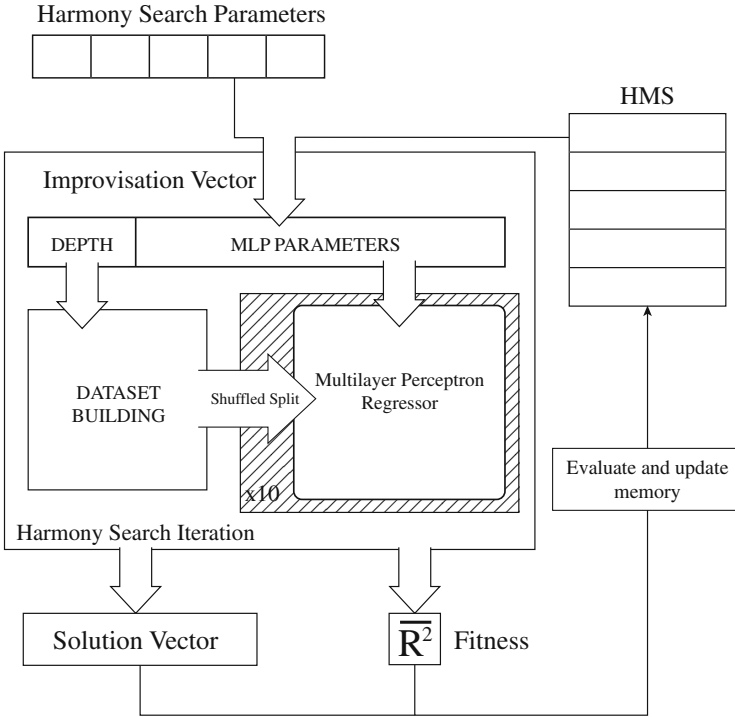 Harmony Search Parameters
HMS
Improvisation Vector
DEPTH
MLP PARAMETERS
DATASET
BUILDING
Shuffled Split
Multilayer Perceptron
Regressor
x10
Evaluate and update
memory
Harmony Search Iteration
Solution Vector
R²
Fitness